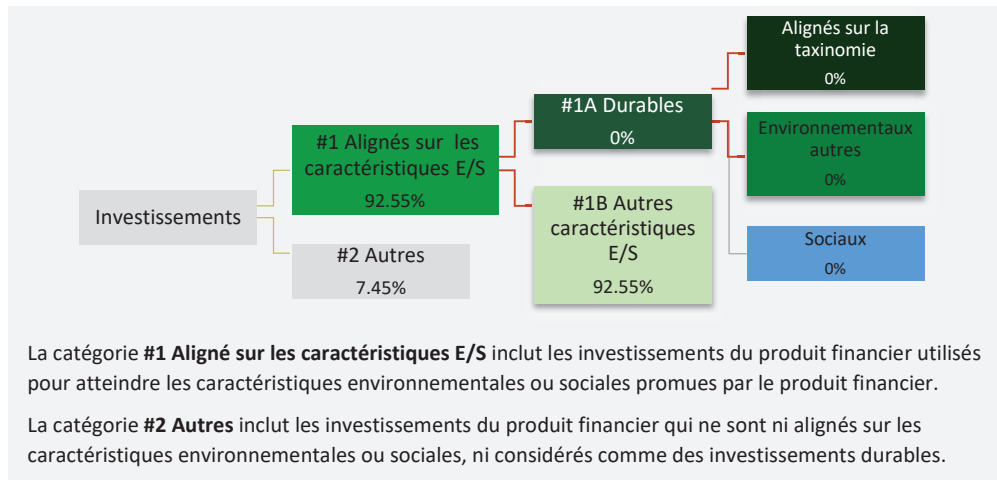 Investissements
#1 Alignés sur les
caractéristiques E/S
92.55%
#2 Autres
7.45%
#1A Durables
0%
#1B Autres
caractéristiques
E/S
92.55%
Alignés sur la
taxinomie
0%
Environnementaux
autres
0%
Sociaux
0%
La catégorie #1 Aligné sur les caractéristiques E/S inclut les investissements du produit financier utilisés
pour atteindre les caractéristiques environnementales ou sociales promues par le produit financier.
La catégorie #2 Autres inclut les investissements du produit financier qui ne sont ni alignés sur les
caractéristiques environnementales ou sociales, ni considérés comme des investissements durables.